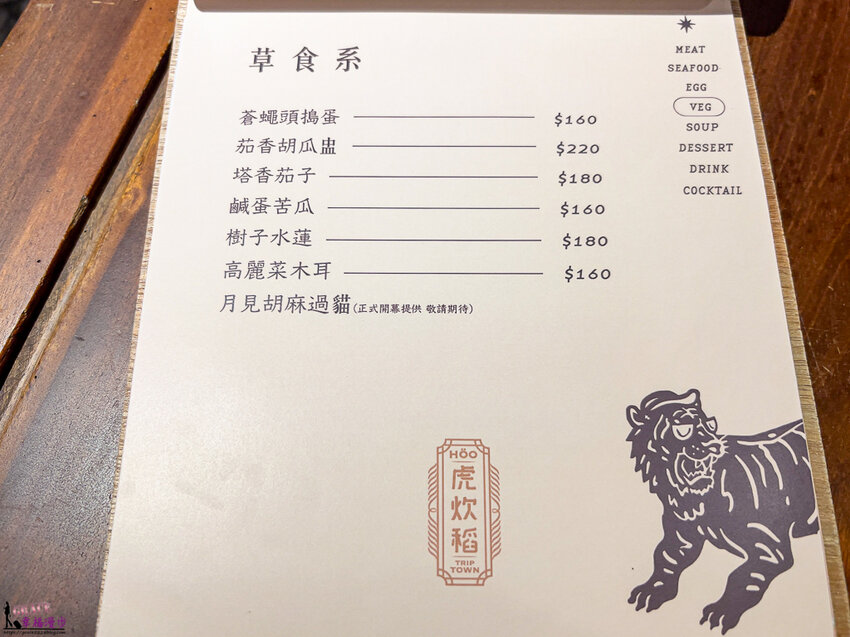 草食系
蒼蠅頭搗蛋 $160
茄香胡瓜盅 $220
塔香茄子 $180
鹹蛋苦瓜 $160
樹子水蓮 $180
高麗菜木耳 $160
月見胡麻過貓(正式開幕提供 敬請期待)
MEAT
SEAFOOD
EGG
VEG
SOUP
DESSERT
DRINK
COCKTAIL
HÖO
虎炊稻
TRIP
TOWN